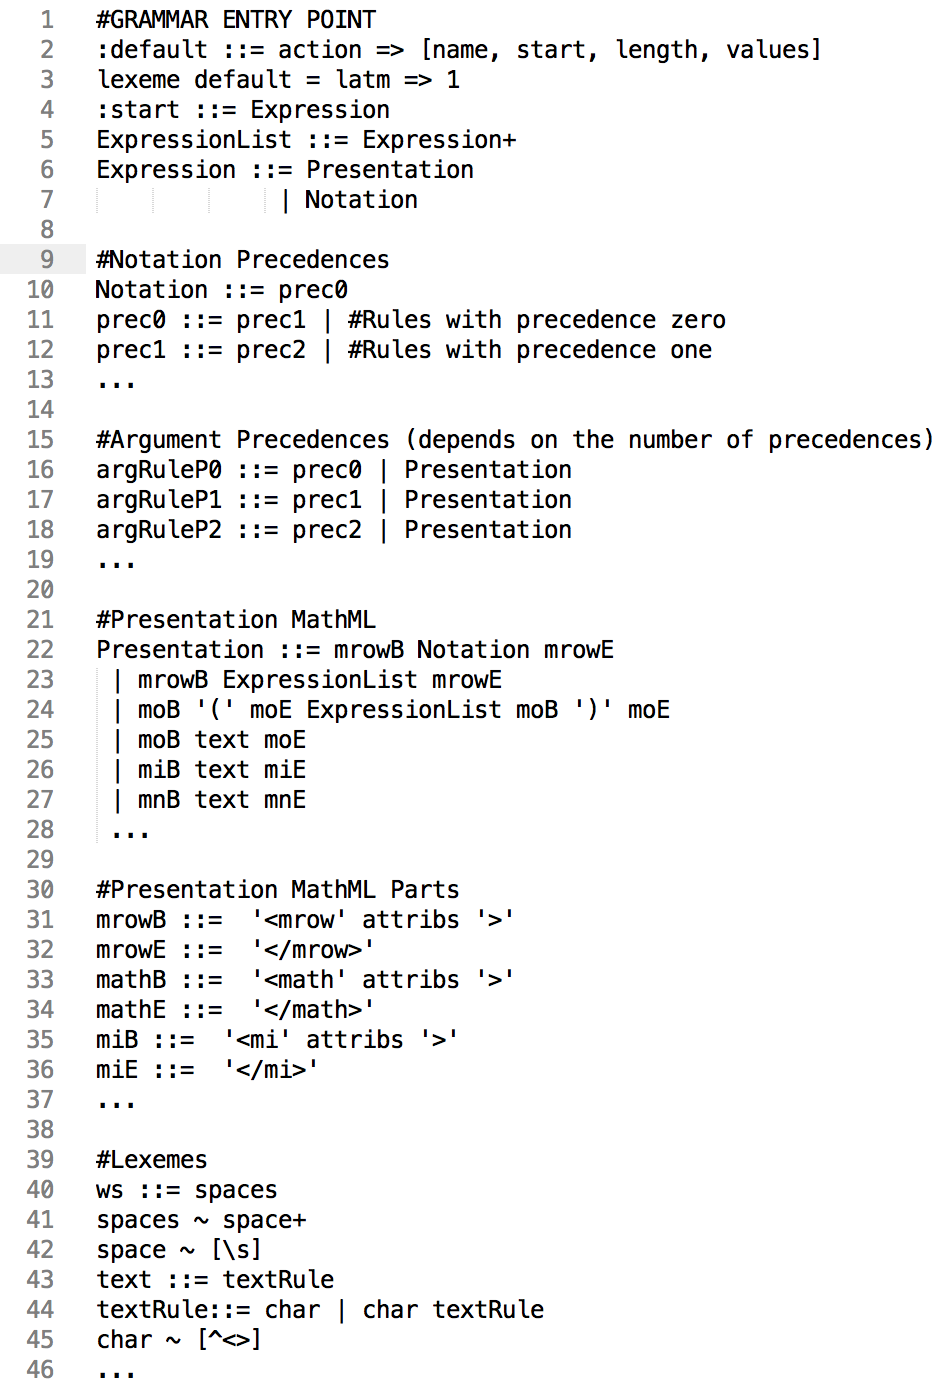 1 #GRAMMAR ENTRY POINT
2 :default ::= action => [name, start, length, values]
3 lexeme default = latm => 1
4 :start ::= Expression
5 ExpressionList ::= Expression+
6 Expression ::= Presentation
7 | Notation
8
9 #Notation Precedences
10 Notation ::= prec0
11 prec0 ::= prec1 | #Rules with precedence zero
12 prec1 ::= prec2 | #Rules with precedence one
13 ...
14
15 #Argument Precedences (depends on the number of precedences)
16 argRuleP0 ::= prec0 | Presentation
17 argRuleP1 ::= prec1 | Presentation
18 argRuleP2 ::= prec2 | Presentation
19 ...
20
21 #Presentation MathML
22 Presentation ::= mrowB Notation mrowE
23 | mrowB ExpressionList mrowE
24 | moB '(' moE ExpressionList moB ')' moE
25 | moB text moE
26 | miB text miE
27 | mnB text mnE
28 ...
29
30 #Presentation MathML Parts
31 mrowB ::=  '<mrow' attribs '>'
32 mrowE ::=  '</mrow>'
33 mathB ::=  '<math' attribs '>'
34 mathE ::=  '</math>'
35 miB ::=  '<mi' attribs '>'
36 miE ::=  '</mi>'
37 ...
38
39 #Lexemes
40 ws ::= spaces
41 spaces ~ space+
42 space ~ [\s]
43 text ::= textRule
44 textRule::= char | char textRule
45 char ~ [^<>]
46 ...